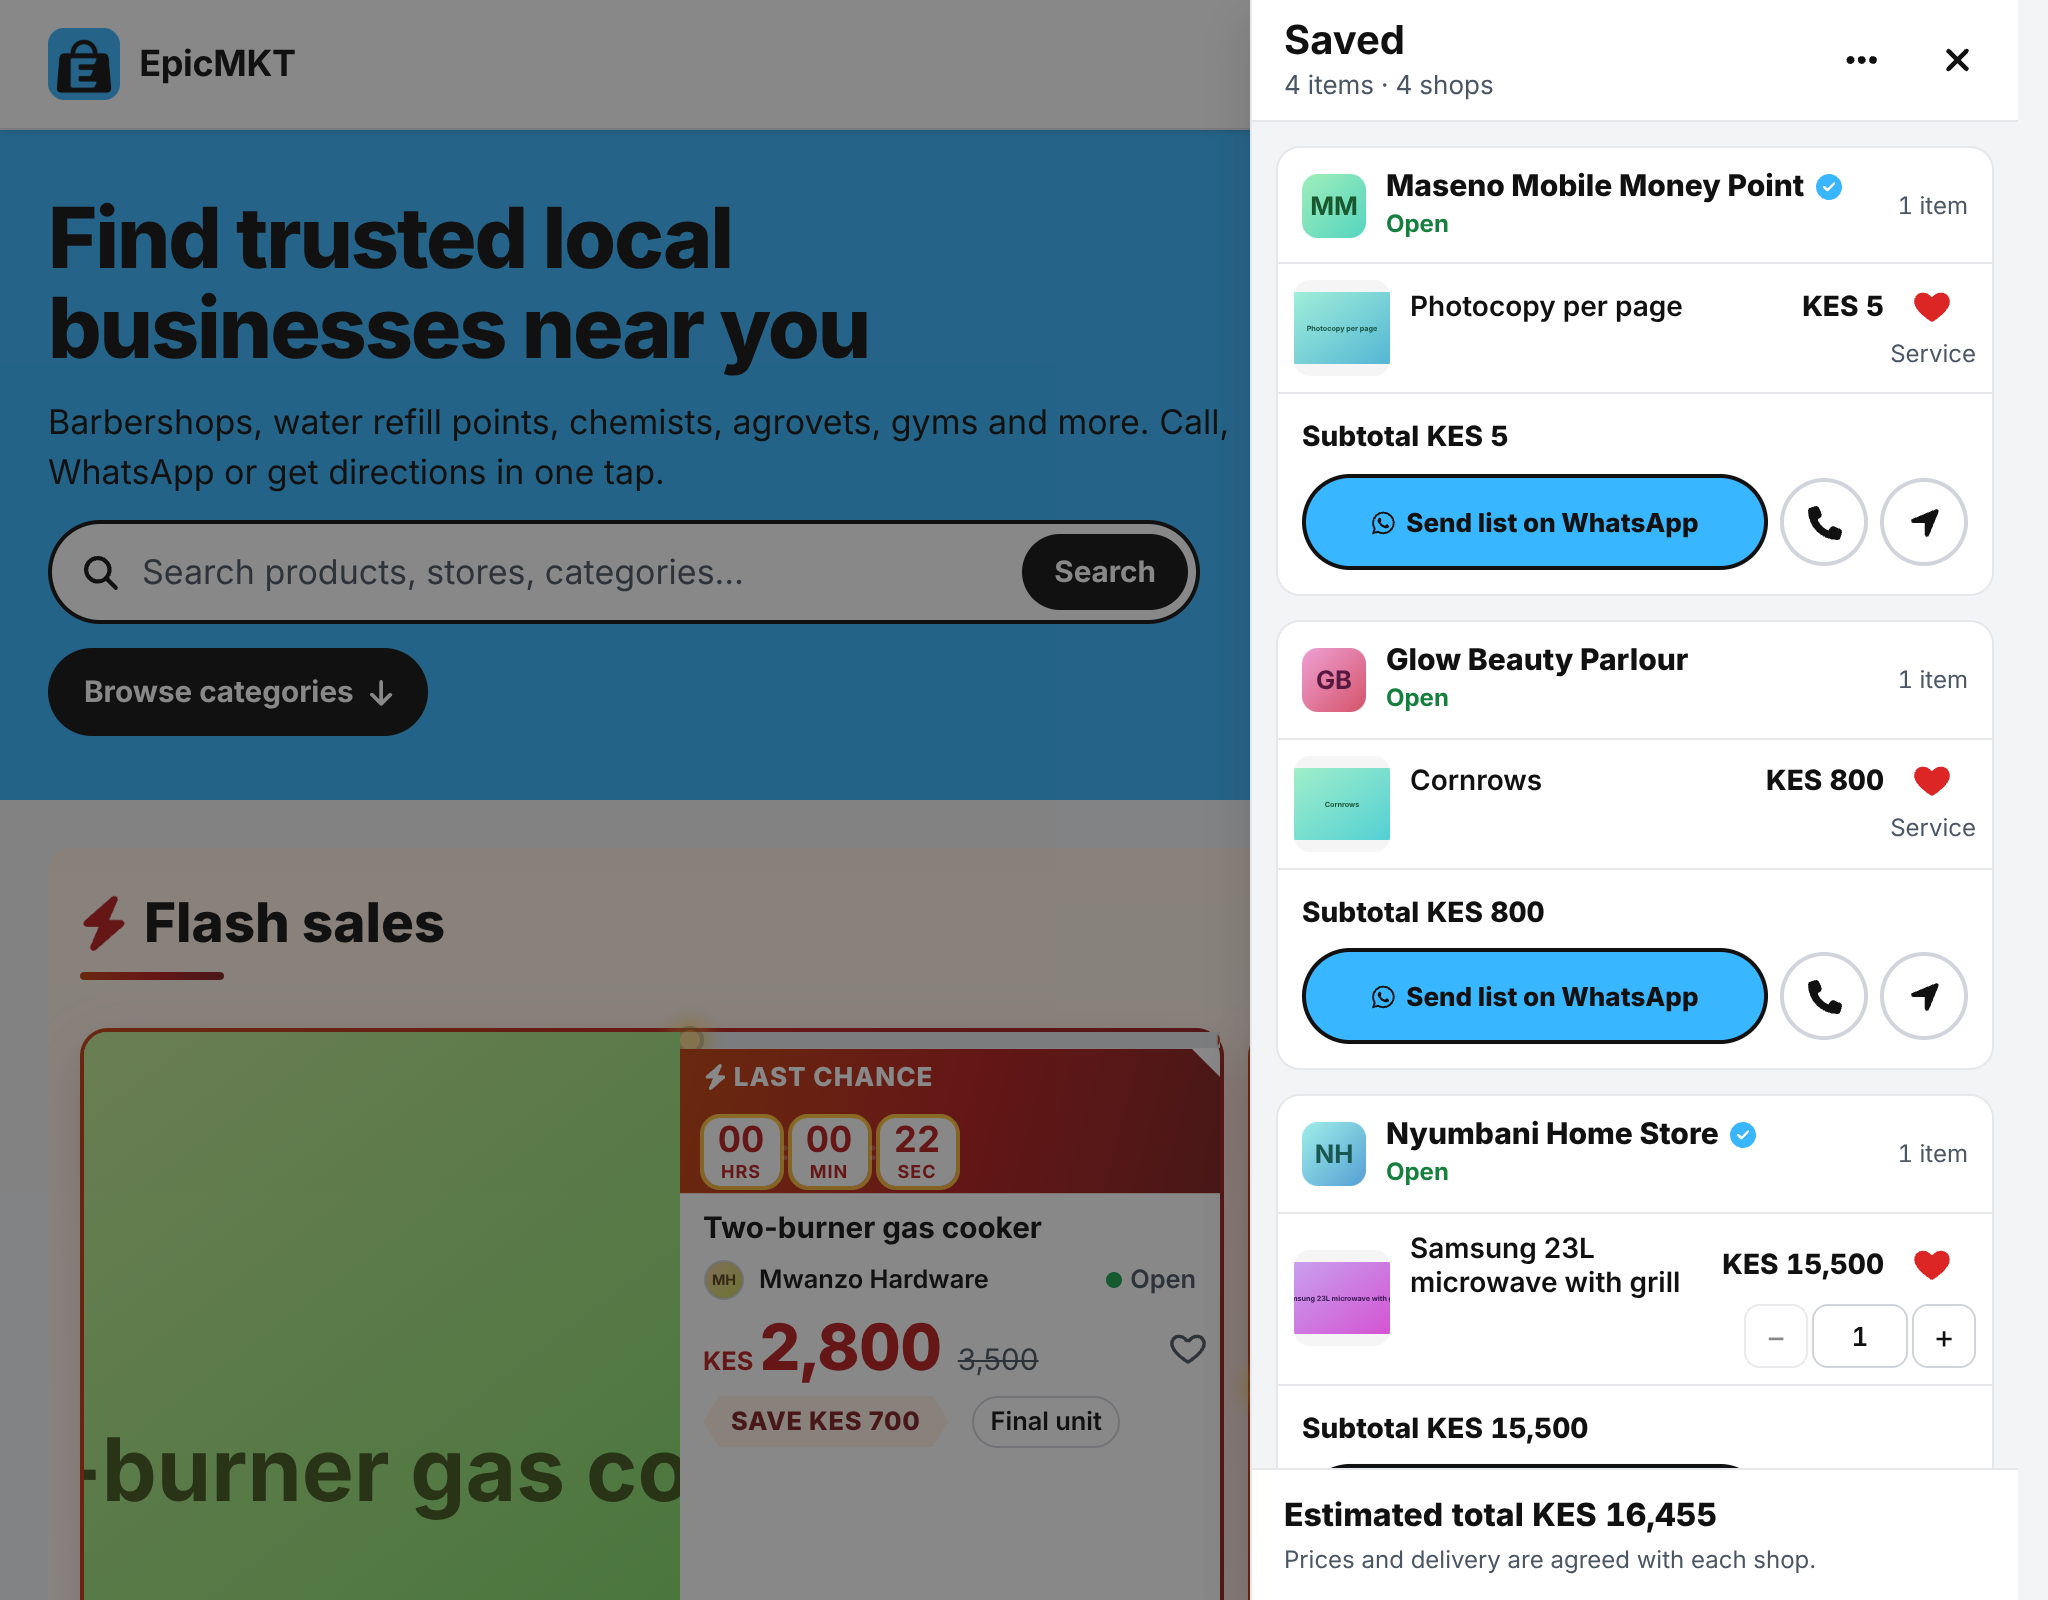 EpicMKT
Find trusted local
businesses near you
Barbershops, water refill points, chemists, agrovets, gyms and more. Call,
WhatsApp or get directions in one tap.
Search products, stores, categories...
Search
Browse categories
Flash sales
-burner gas co
LAST CHANCE
00 00 22
HRS MIN SEC
Two-burner gas cooker
MH Mwanzo Hardware Open
KES 2,800 3,500
SAVE KES 700 Final unit
Saved
4 items · 4 shops
MM Maseno Mobile Money Point
Open
1 item
Photocopy per page
Photocopy per page KES 5
Service
Subtotal KES 5
Send list on WhatsApp
GB Glow Beauty Parlour
Open
1 item
Cornrows
Cornrows KES 800
Service
Subtotal KES 800
Send list on WhatsApp
NH Nyumbani Home Store
Open
1 item
Samsung 23L
microwave with grill
KES 15,500
23L microwave with
− 1 +
Subtotal KES 15,500
Estimated total KES 16,455
Prices and delivery are agreed with each shop.